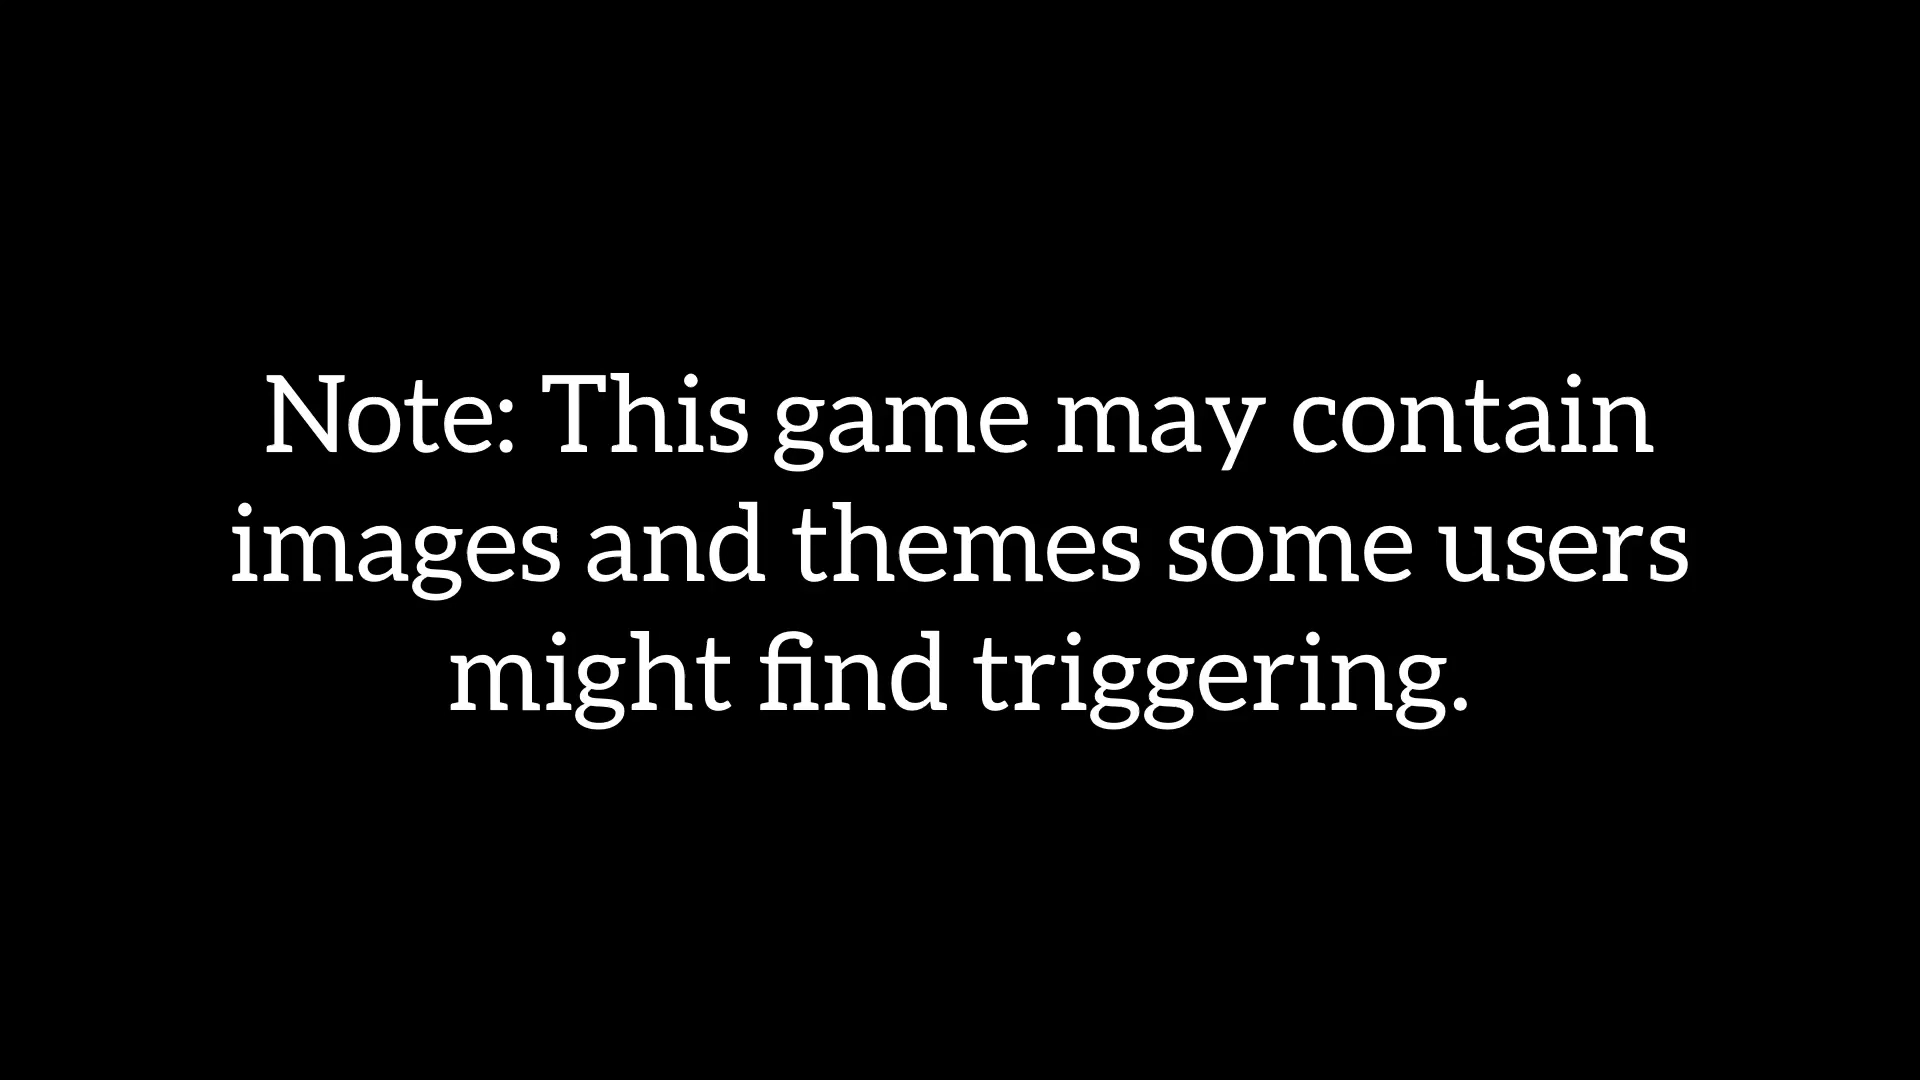 Note: This game may contain
images and themes some users
might find triggering.